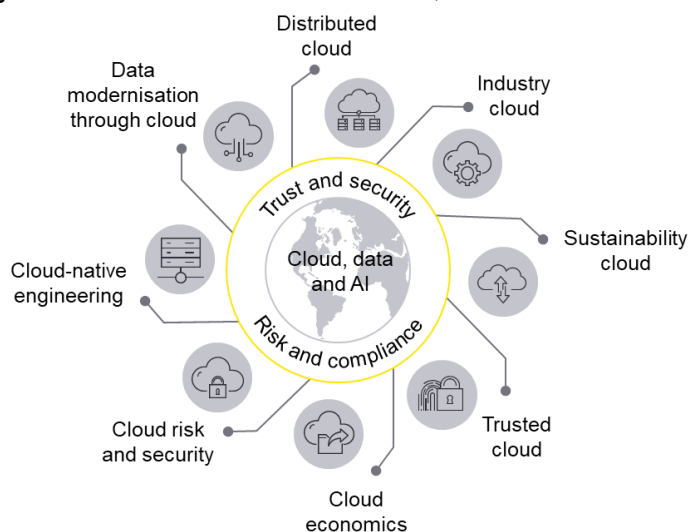 Distributed
cloud
Data
modernisation
through cloud
Industry
cloud
Trust and security
Sustainability
cloud
Cloud, data
and AI
Cloud-native
engineering
Risk and compliance
Trusted
cloud
Cloud risk
and security
Cloud
economics